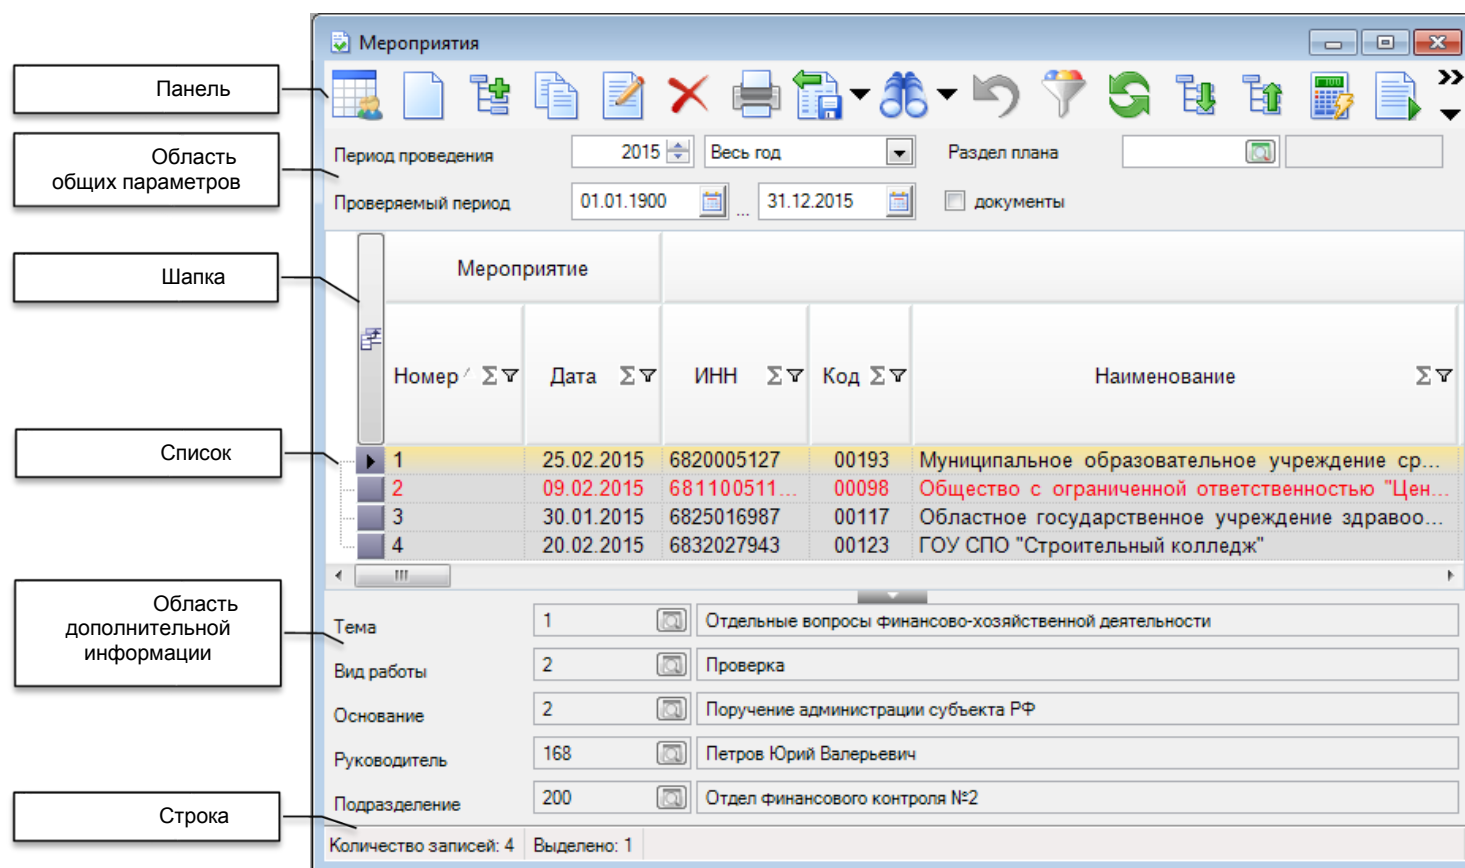 Мероприятия
Панель
Область
общих параметров
Период проведения 2015 Весь год Раздел плана
Проверяемый период 01.01.1900 ... 31.12.2015 документы
Шапка
Мероприятие
Номер Σ Дата Σ ИНН Σ Код Σ Наименование Σ
Список
1 25.02.2015 6820005127 00193 Муниципальное образовательное учреждение ср...
2 09.02.2015 681100511... 00098 Общество с ограниченной ответственностью "Цен...
3 30.01.2015 6825016987 00117 Областное государственное учреждение здравоо...
4 20.02.2015 6832027943 00123 ГОУ СПО "Строительный колледж"
Область
дополнительной
информации
Тема 1 Отдельные вопросы финансово-хозяйственной деятельности
Вид работы 2 Проверка
Основание 2 Поручение администрации субъекта РФ
Руководитель 168 Петров Юрий Валерьевич
Подразделение 200 Отдел финансового контроля №2
Строка
Количество записей: 4 Выделено: 1